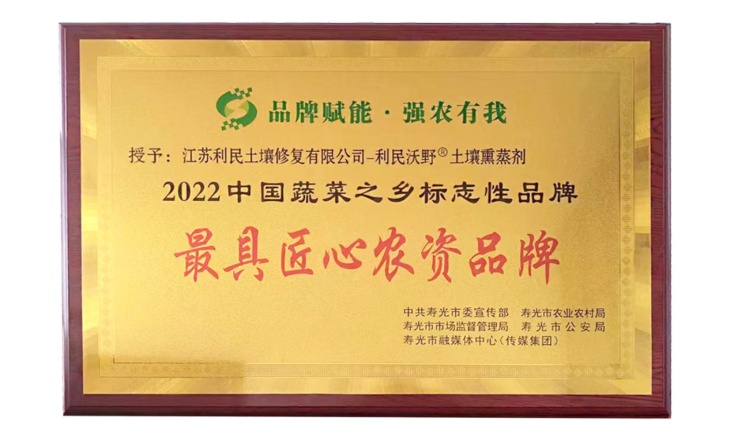 品牌赋能·强农有我
授予：江苏利民土壤修复有限公司-利民沃野®土壤熏蒸剂
2022中国蔬菜之乡标志性品牌
最具匠心农资品牌
中共寿光市委宣传部 寿光市农业农村局
寿光市市场监督管理局 寿光市公安局
寿光市融媒体中心（传媒集团）